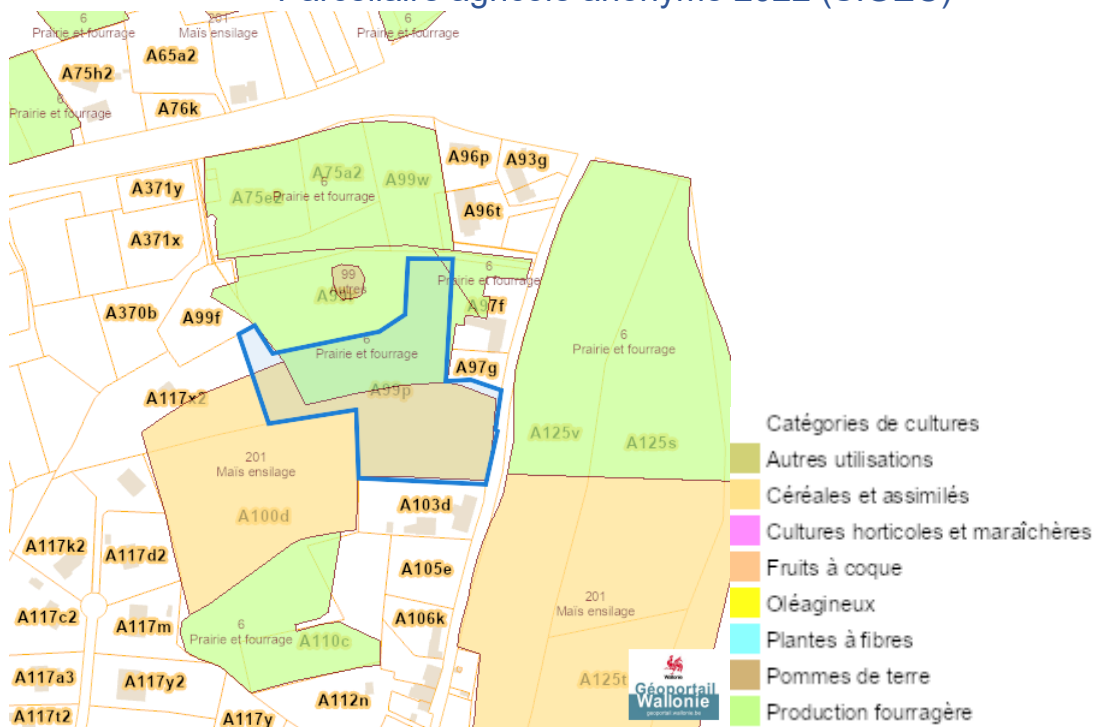 Parcellaire agricole anonyme 2022 (SIGEC)
6
Prairie et fourrage
201
Maïs ensilage
6
Prairie et fourrage
A65a2
A75h2
6
Prairie et fourrage
A76k
A96p
A93g
A75a2
A99w
A371y
A75e2
6
Prairie et fourrage
A96t
A371x
6
Prairie et fourrage
99
Autres
A97f
A370b
A99f
6
Prairie et fourrage
6
Prairie et fourrage
A97g
A99p
A117x2
A125v
A125s
201
Maïs ensilage
A100d
A103d
A117k2
A117d2
A105e
201
Maïs ensilage
A117c2
A117m
A106k
6
Prairie et fourrage
A110c
A117a3
A117y2
A125t
A112n
A117t2
A117v
Wallonie
Géoportail
Wallonie
geoportail.wallonie.be
Catégories de cultures
Autres utilisations
Céréales et assimilés
Cultures horticoles et maraîchères
Fruits à coque
Oléagineux
Plantes à fibres
Pommes de terre
Production fourragère